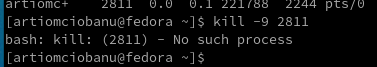 artiomc+ 2811 0.0 0.1 221788 2244 pts/0
[artiomciobanu@fedora ~]$ kill -9 2811
bash: kill: (2811) - No such process
[artiomciobanu@fedora ~]$